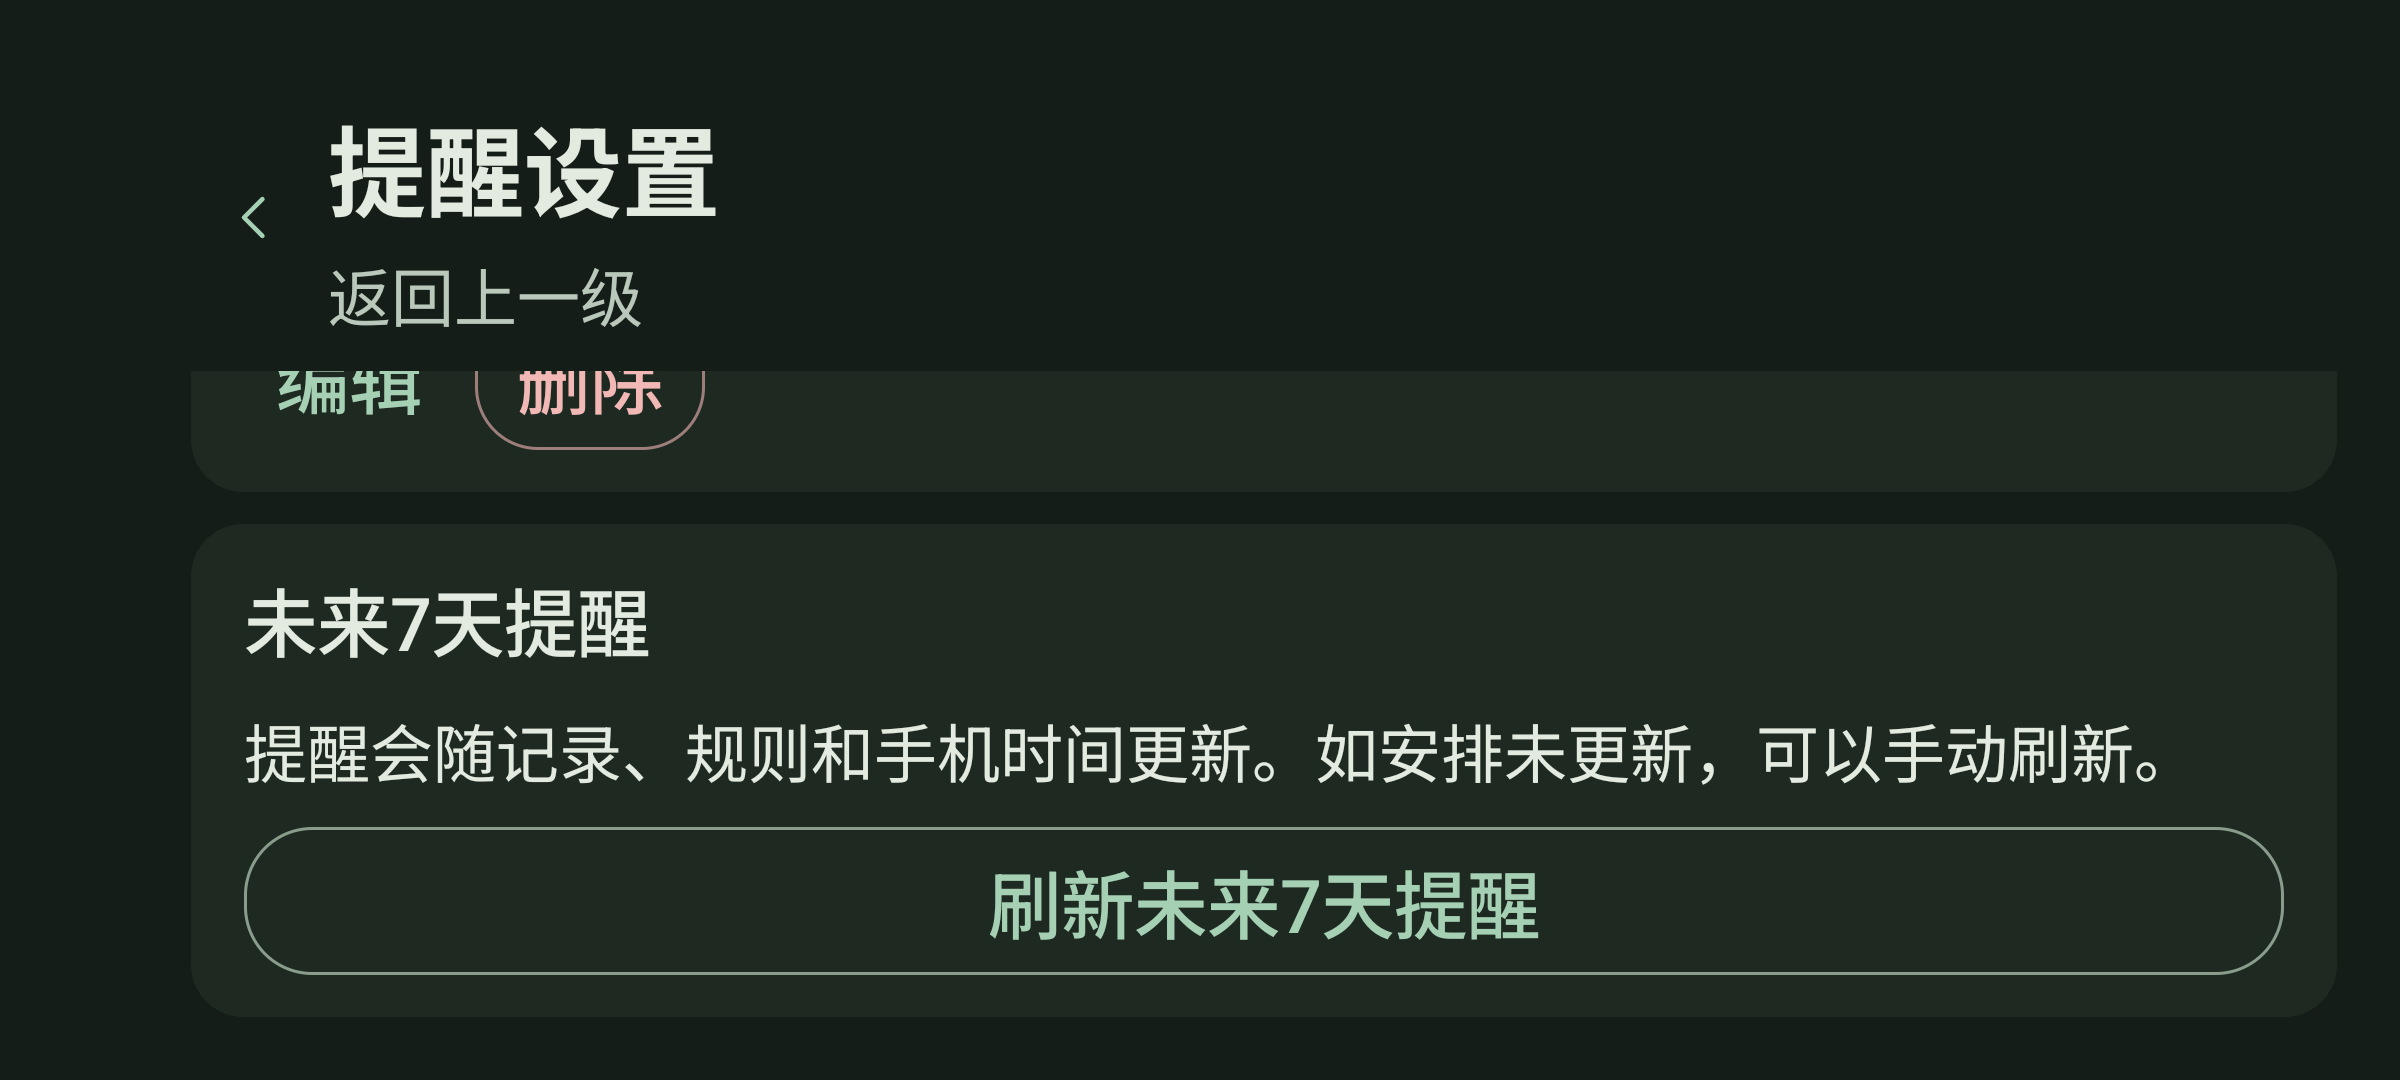 提醒设置
返回上一级
编辑 删除
未来7天提醒
提醒会随记录、规则和手机时间更新。如安排未更新，可以手动刷新。
刷新未来7天提醒